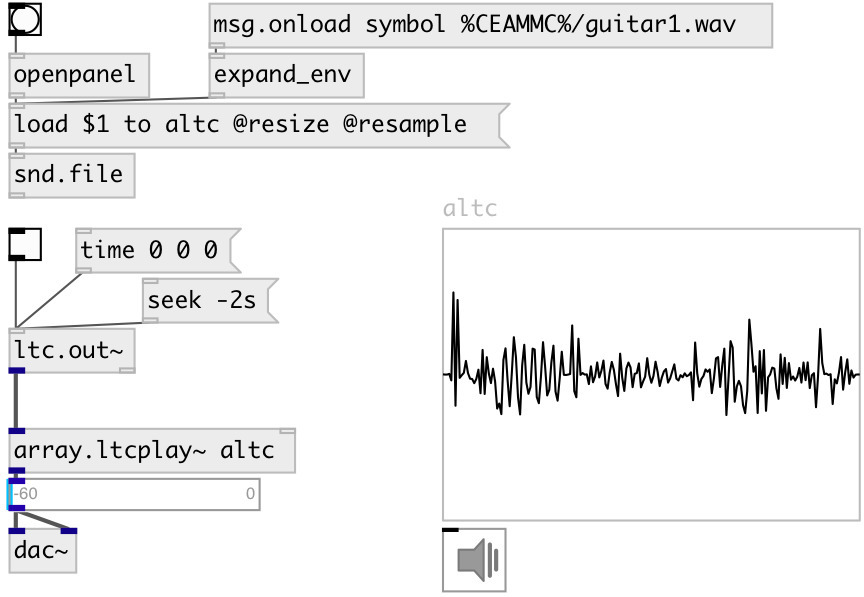 msg.onload symbol %CEAMMC%/guitar1.wav
openpanel
expand_env
load $1 to altc @resize @resample
snd.file
altc
time 0 0 0
seek -2s
ltc.out~
array.ltcplay~ altc
-60 0
dac~